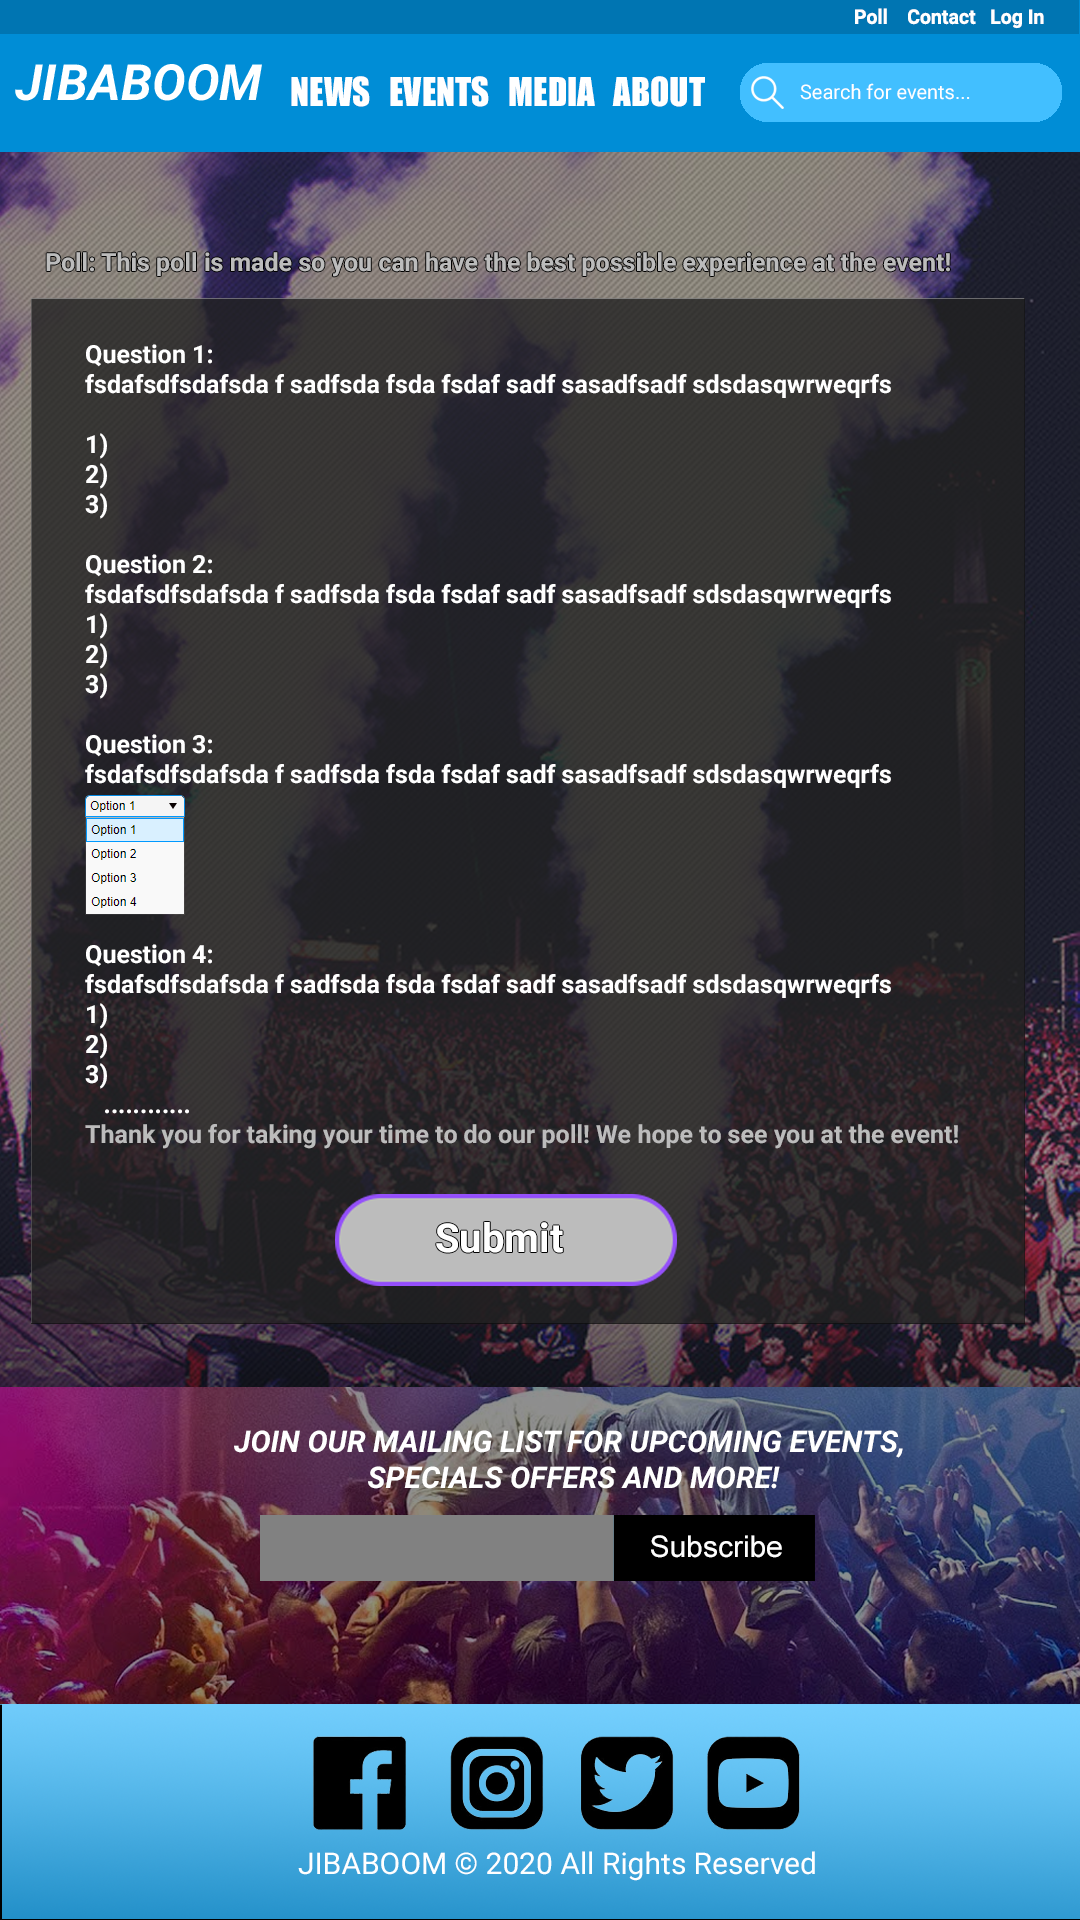 Poll Contact Log In
JIBABOOM NEWS EVENTS MEDIA ABOUT Search for events...
Poll: This poll is made so you can have the best possible experience at the event!
Question 1:
fsdafsdfsdafsda f sadfsda fsda fsdaf sadf sasadfsadf sdsdasqwrweqrfs
1)
2)
3)
Question 2:
fsdafsdfsdafsda f sadfsda fsda fsdaf sadf sasadfsadf sdsdasqwrweqrfs
1)
2)
3)
Question 3:
fsdafsdfsdafsda f sadfsda fsda fsdaf sadf sasadfsadf sdsdasqwrweqrfs
Option 1
Option 1
Option 2
Option 3
Option 4
Question 4:
fsdafsdfsdafsda f sadfsda fsda fsdaf sadf sasadfsadf sdsdasqwrweqrfs
1)
2)
3)
............
Thank you for taking your time to do our poll! We hope to see you at the event!
Submit
JOIN OUR MAILING LIST FOR UPCOMING EVENTS,
SPECIALS OFFERS AND MORE!
Subscribe
JIBABOOM © 2020 All Rights Reserved